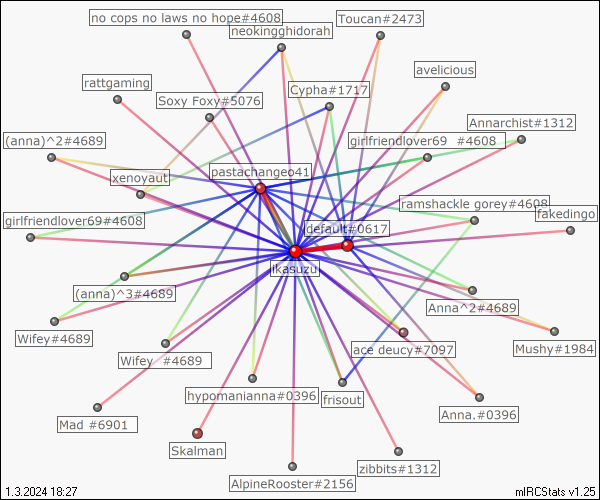 no cops no laws no hope#4608
Toucan#2473
neokingghidorah
avelicious
rattgaming
Cypha#1717
Soxy Foxy#5076
Annarchist#1312
(anna)^2#4689
girlfriendlover69 #4608
xenoyaut
pastachangeo41
ramshackle gorey#4608
girlfriendlover69#4608
fakedingo
jdefault#0617
ikasuzu
(anna)^3#4689
Anna^2#4689
Wifey#4689
Wifey #4689
ace deucy#7097
Mushy#1984
hypomanianna#0396
frisout
Mad #6901
Anna.#0396
Skalman
zibbits#1312
AlpineRooster#2156
1.3.2024 18:27
mIRCStats v1.25